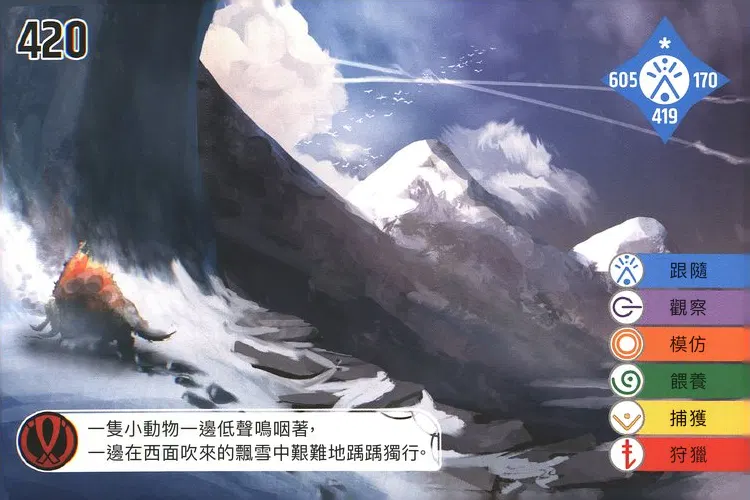 420
*
605 170
419
跟隨
觀察
模仿
餵養
捕獲
狩獵
一隻小動物一邊低聲嗚咽著,
一邊在西面吹來的飄雪中艱難地踽踽獨行。